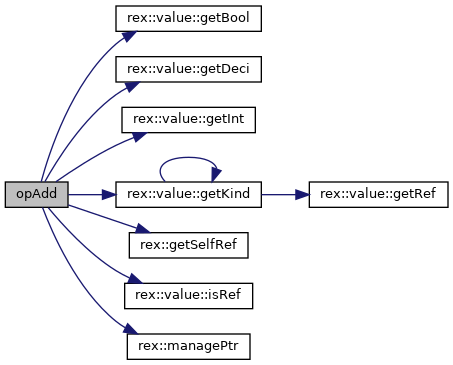 rex::value::getBool
rex::value::getDeci
rex::value::getInt
opAdd
rex::value::getKind
rex::value::getRef
rex::getSelfRef
rex::value::isRef
rex::managePtr